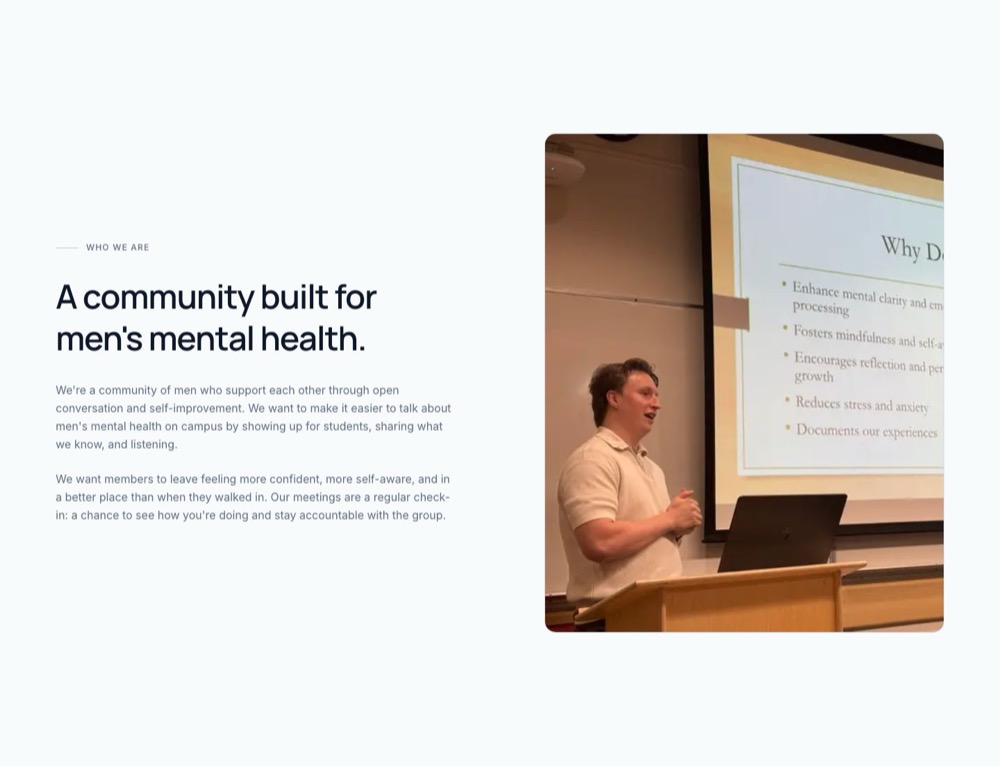 WHO WE ARE
A community built for
men's mental health.
We're a community of men who support each other through open
conversation and self-improvement. We want to make it easier to talk about
men's mental health on campus by showing up for students, sharing what
we know, and listening.
We want members to leave feeling more confident, more self-aware, and in
a better place than when they walked in. Our meetings are a regular check-
in: a chance to see how you're doing and stay accountable with the group.
Why
• Enhance mental clarity and
processing
• Fosters mindfulness and
• Encourages reflection and
growth
• Reduces stress and anxiety
• Documents our experiences